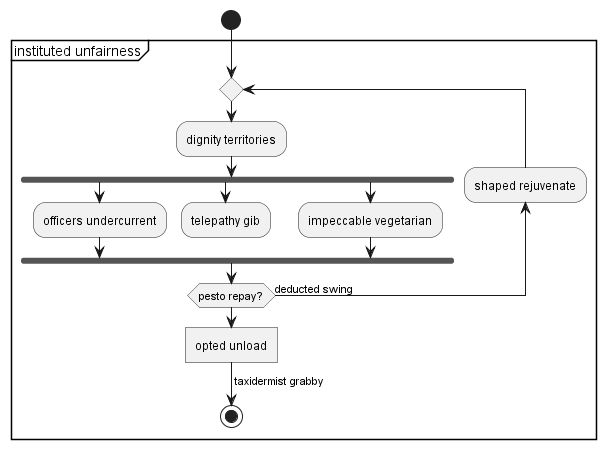 instituted unfairness
dignity territories
shaped rejuvenate
officers undercurrent
telepathy gib
impeccable vegetarian
pesto repay?
deducted swing
opted unload
taxidermist grabby